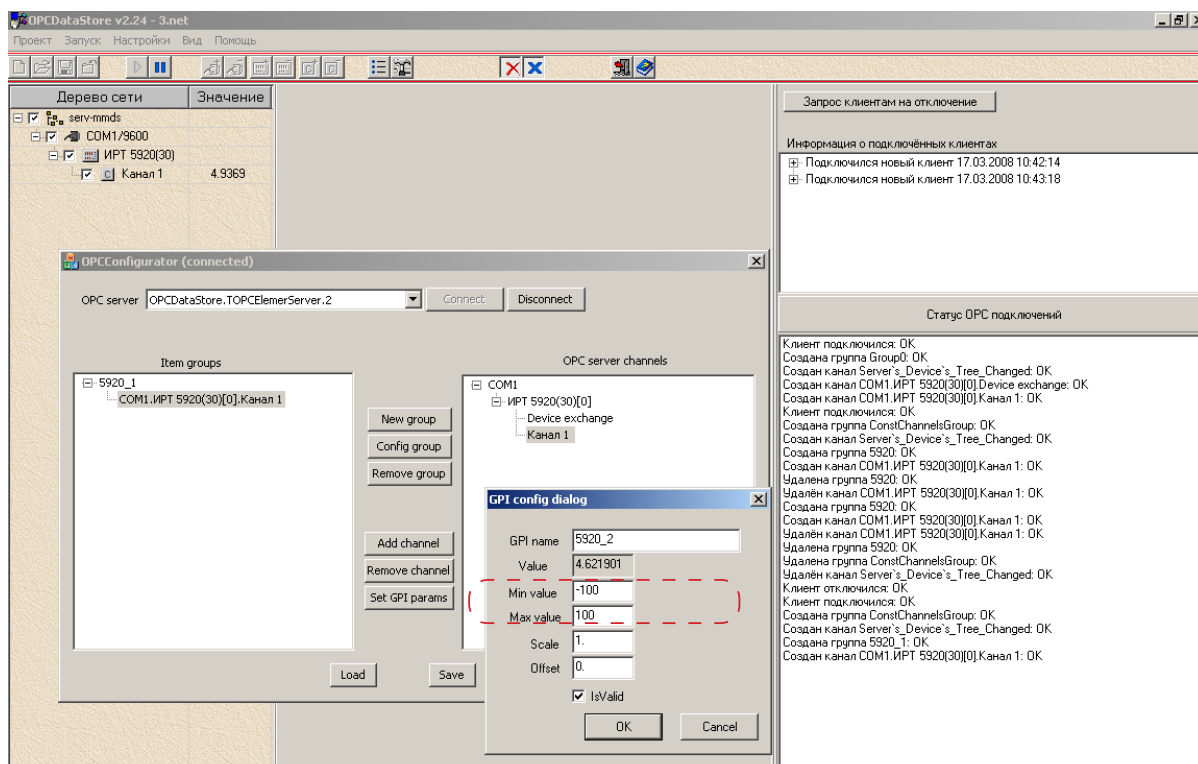 OPCDataStore v2.24 - 3.net
Проект Запуск Настройки Вид Помощь
Дерево сети Значение
serv-mmds
COM1/9600
ИРТ 5920(30)
Канал 1 4.9369
Запрос клиентам на отключение
Информация о подключённых клиентах
Подключился новый клиент 17.03.2008 10:42:14
Подключился новый клиент 17.03.2008 10:43:18
OPCConfigurator (connected)
OPC server OPCDataStore.TOPCElemerServer.2 Connect Disconnect
Item groups
5920_1
COM1.ИРТ 5920(30)[0].Канал 1
New group
Config group
Remove group
Add channel
Remove channel
Set GPI params
Load Save
OPC server channels
COM1
ИРТ 5920(30)[0]
Device exchange
Канал 1
GPI config dialog
GPI name 5920_2
Value 4.621901
Min value -100
Max value 100
Scale 1.
Offset 0.
IsValid
OK Cancel
Статус OPC подключений
Клиент подключился: OK
Создана группа Group0: OK
Создан канал Server`s_Device`s_Tree_Changed: OK
Создан канал COM1.ИРТ 5920(30)[0].Device exchange: OK
Создан канал COM1.ИРТ 5920(30)[0].Канал 1: OK
Клиент подключился: OK
Создана группа ConstChannelsGroup: OK
Создан канал Server`s_Device`s_Tree_Changed: OK
Создана группа 5920: OK
Создан канал COM1.ИРТ 5920(30)[0].Канал 1: OK
Удалена группа 5920: OK
Удалён канал COM1.ИРТ 5920(30)[0].Канал 1: OK
Создана группа 5920: OK
Создан канал COM1.ИРТ 5920(30)[0].Канал 1: OK
Удалён канал COM1.ИРТ 5920(30)[0].Канал 1: OK
Удалена группа 5920: OK
Удалена группа ConstChannelsGroup: OK
Удалён канал Server`s_Device`s_Tree_Changed: OK
Клиент отключился: OK
Клиент подключился: OK
Создана группа ConstChannelsGroup: OK
Создан канал Server`s_Device`s_Tree_Changed: OK
Создана группа 5920_1: OK
Создан канал COM1.ИРТ 5920(30)[0].Канал 1: OK